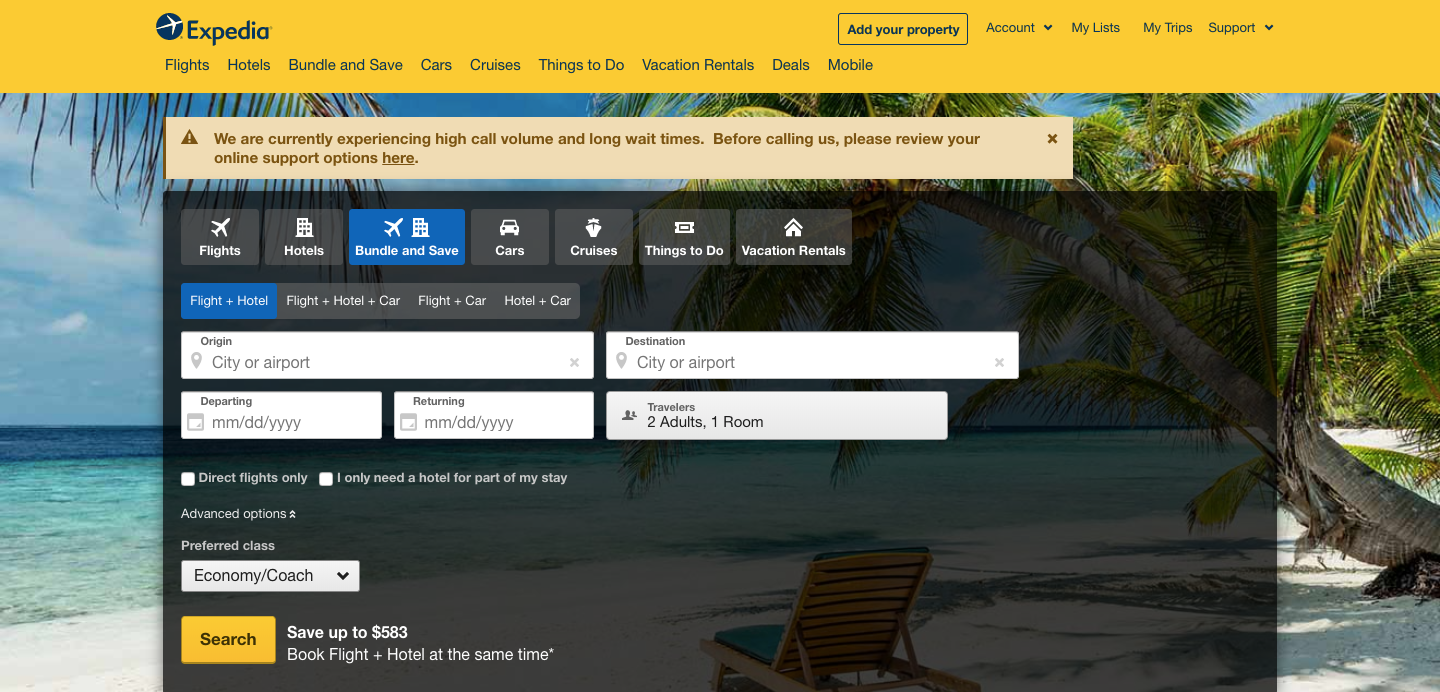 Expedia
Add your property
Account
My Lists
My Trips
Support
Flights
Hotels
Bundle and Save
Cars
Cruises
Things to Do
Vacation Rentals
Deals
Mobile
We are currently experiencing high call volume and long wait times.  Before calling us, please review your
online support options here.
Flights
Hotels
Bundle and Save
Cars
Cruises
Things to Do
Vacation Rentals
Flight + Hotel
Flight + Hotel + Car
Flight + Car
Hotel + Car
Origin
City or airport
Destination
City or airport
Departing
mm/dd/yyyy
Returning
mm/dd/yyyy
Travelers
2 Adults, 1 Room
Direct flights only
I only need a hotel for part of my stay
Advanced options
Preferred class
Economy/Coach
Search
Save up to $583
Book Flight + Hotel at the same time*